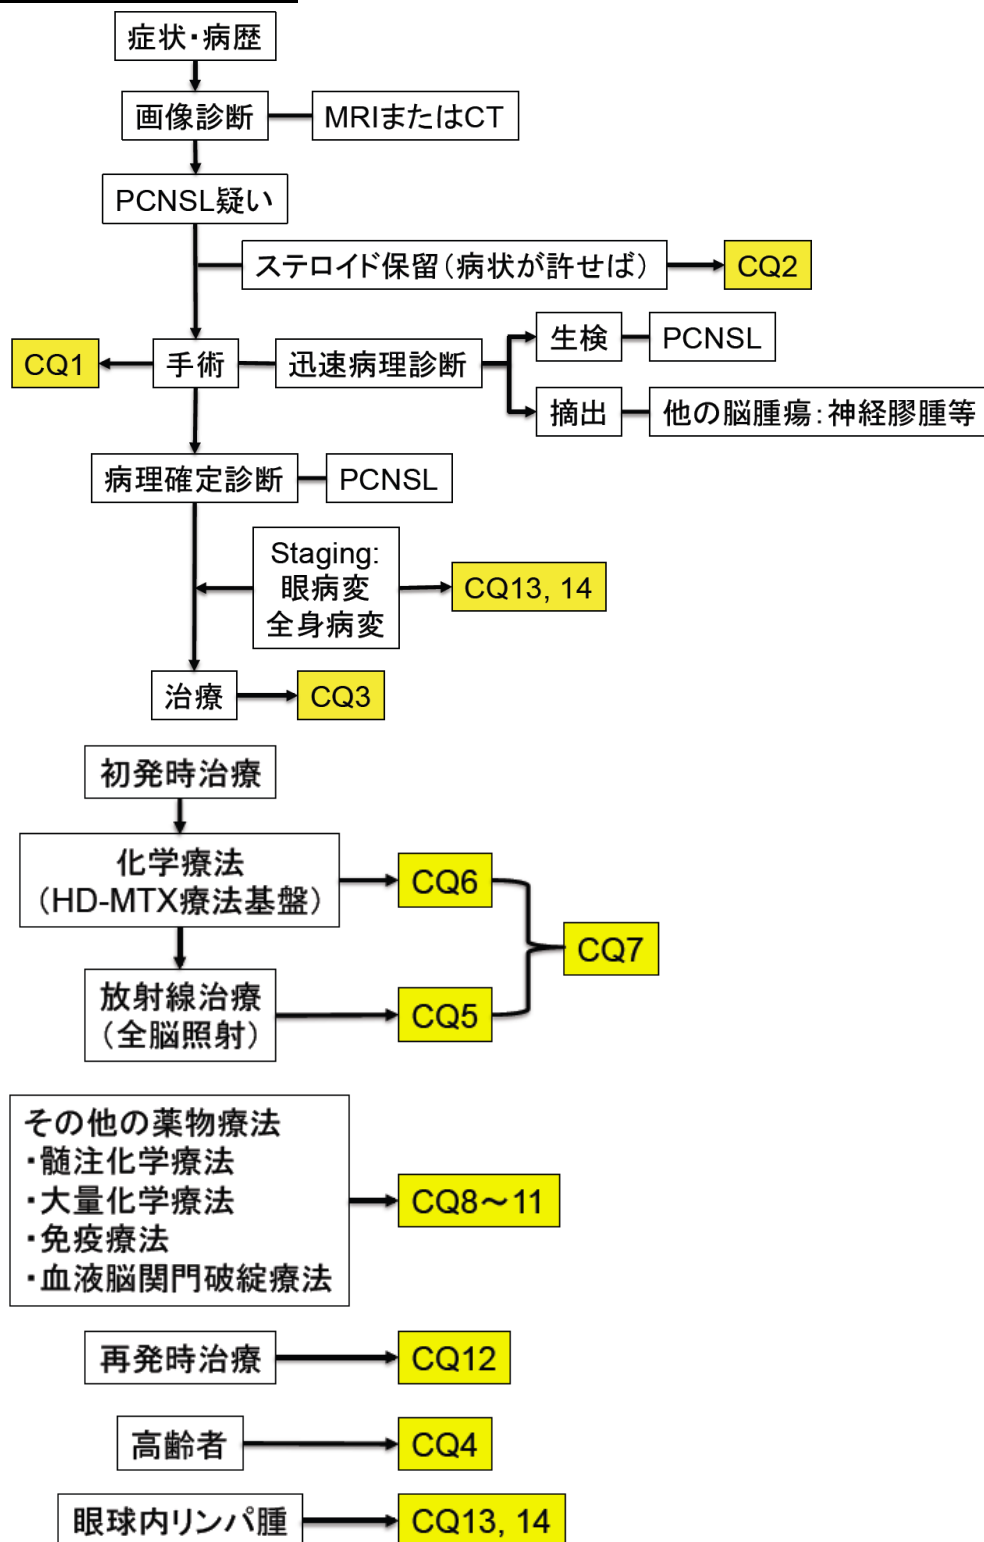 症状・病歴
画像診断
MRIまたはCT
PCNSL疑い
ステロイド保留(病状が許せば)
CQ2
CQ1
手術
迅速病理診断
生検
PCNSL
摘出
他の脳腫瘍:神経膠腫等
病理確定診断
PCNSL
Staging:
眼病変
全身病変
CQ13, 14
治療
CQ3
初発時治療
化学療法
(HD-MTX療法基盤)
CQ6
CQ7
放射線治療
(全脳照射)
CQ5
その他の薬物療法
・髄注化学療法
・大量化学療法
・免疫療法
・血液脳関門破綻療法
CQ8〜11
再発時治療
CQ12
高齢者
CQ4
眼球内リンパ腫
CQ13, 14